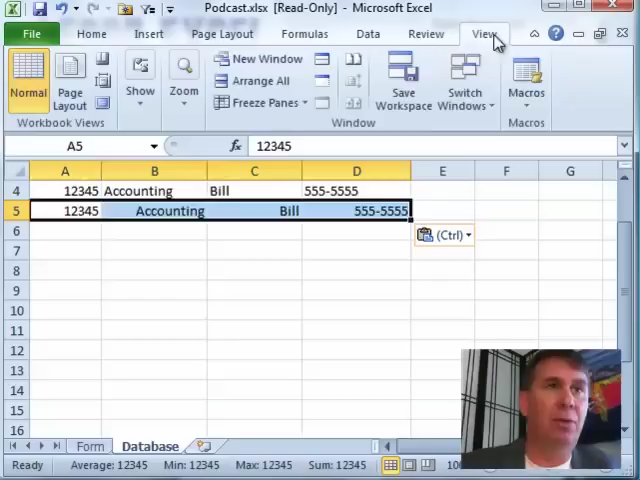 Podcast.xlsx [Read-Only] - Microsoft Excel
File Home Insert Page Layout Formulas Data Review View
Normal Page Layout Show Zoom New Window Arrange All Freeze Panes Save Workspace Switch Windows Macros
Workbook Views Window Macros
A5 fx 12345
A B C D E F G
4 12345 Accounting Bill 555-5555
5 12345 Accounting Bill 555-5555
6 (Ctrl)
7
8
9
10
11
12
13
14
15
16
Form Database
Ready Average: 12345 Min: 12345 Max: 12345 Sum: 12345